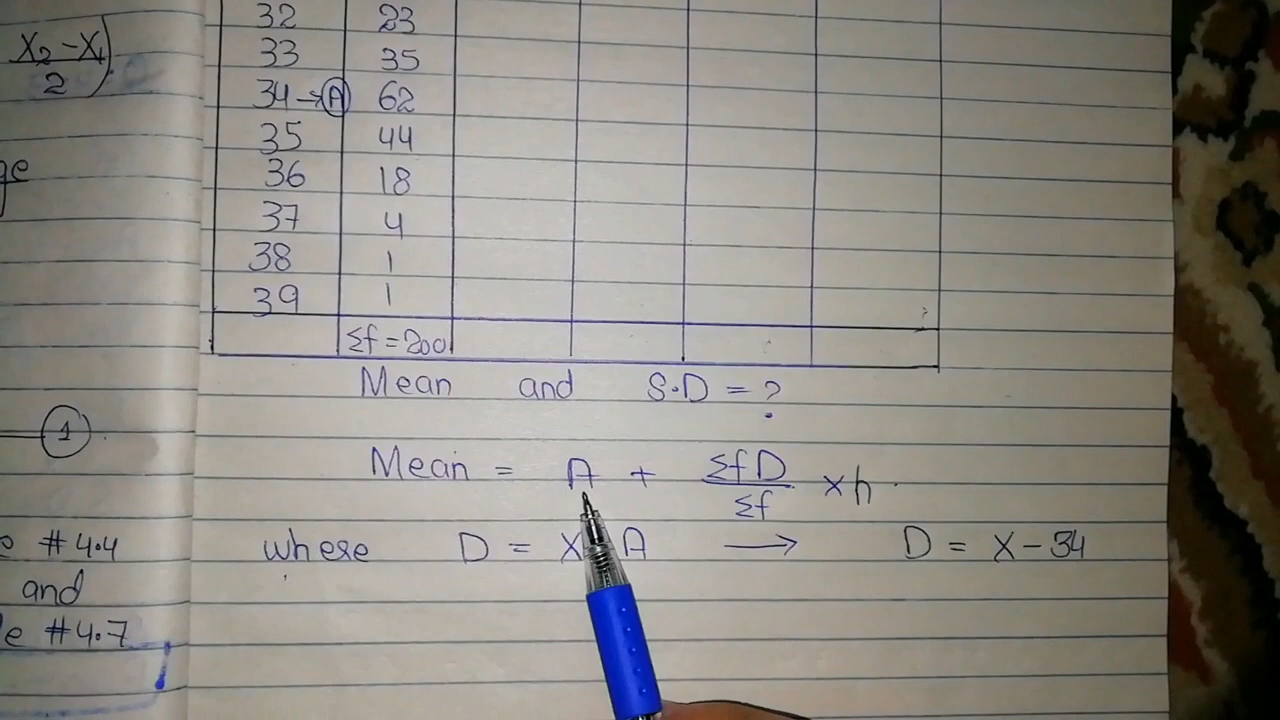 X₂ - X₁
2
ge
1
e #4.4
and
e #4.7
32 23
33 35
34 → A 62
35 44
36 18
37 4
38 1
39 1
Σf = 200
Mean and S.D = ?
Mean = A + ΣfD / Σf × h
where D = X A → D = X - 34